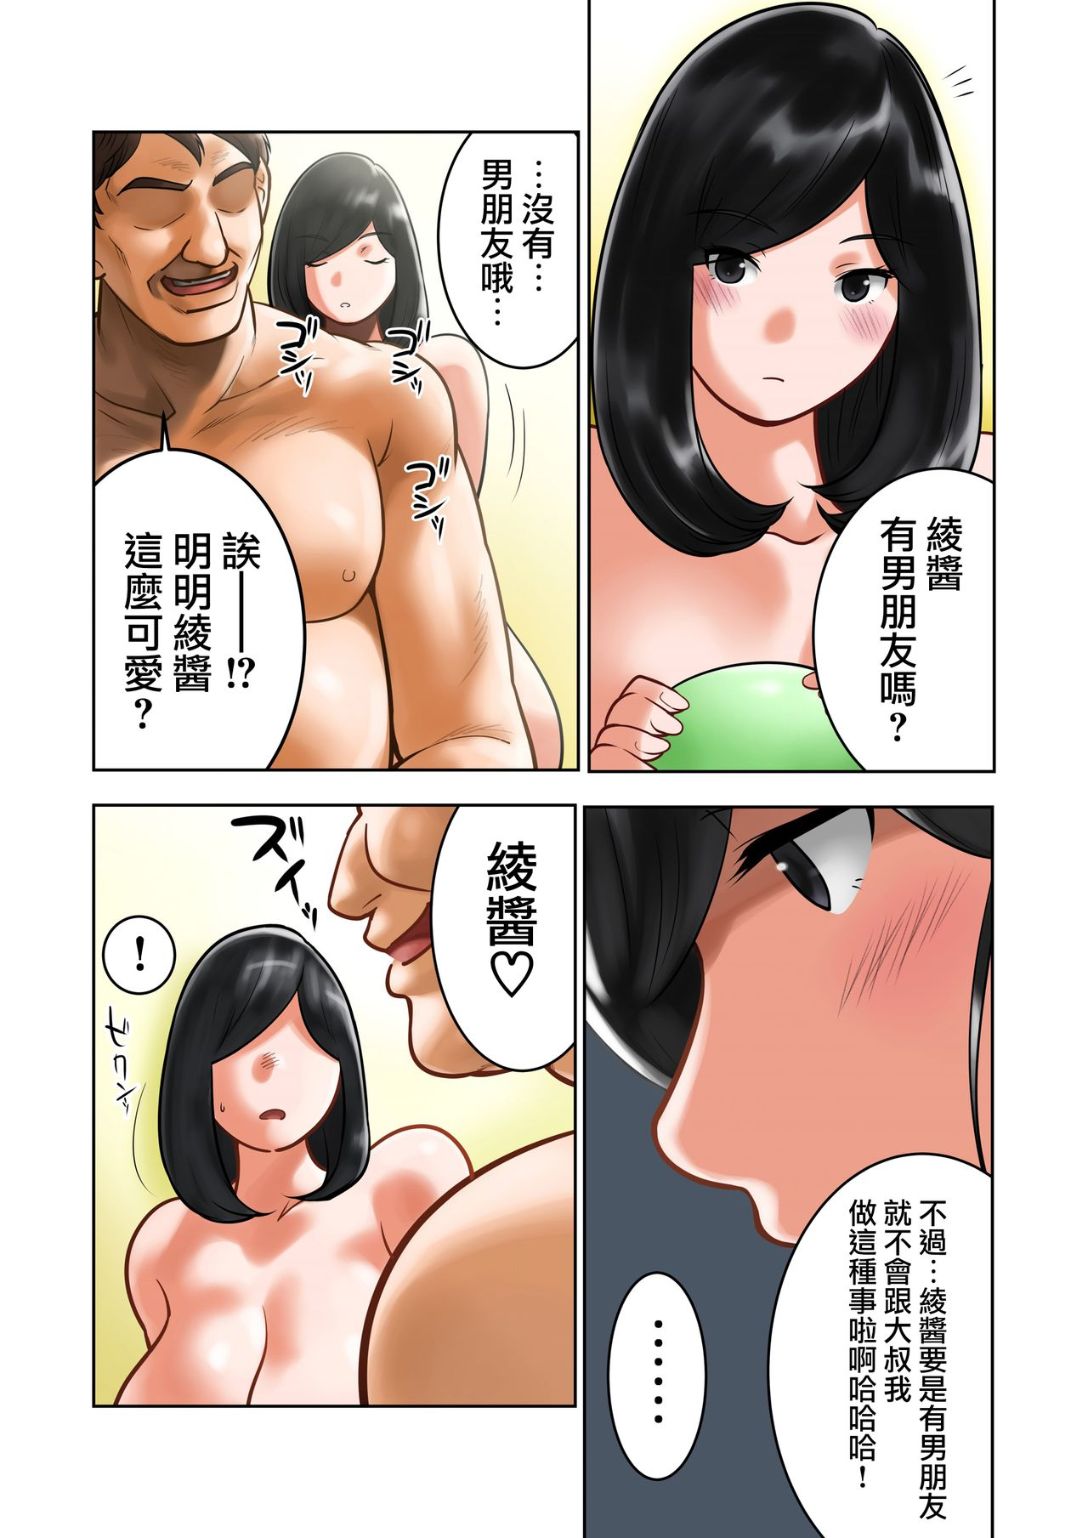 綾醬
有男朋友嗎？
…沒有…
男朋友哦…
ゴシッ
ゴシッ
ゴシッ
誒──!?
明明綾醬
這麼可愛？
不過…綾醬要是有男朋友
就不會跟大叔我
做這種事啦啊哈哈哈！
……
綾醬♡
ズイッ
！
ビクン